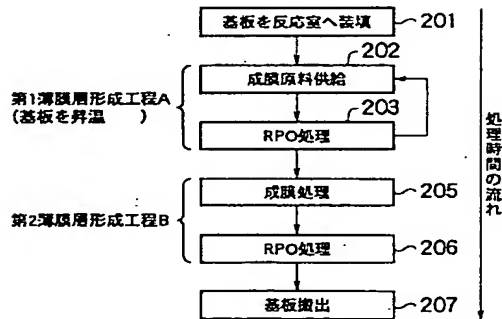 基板を反応室へ装填
201
202
成膜原料供給
第1薄膜層形成工程A
(基板を昇温 )
203
RPO処理
成膜処理
205
第2薄膜層形成工程B
RPO処理
206
基板搬出
207
処理時間の流れ